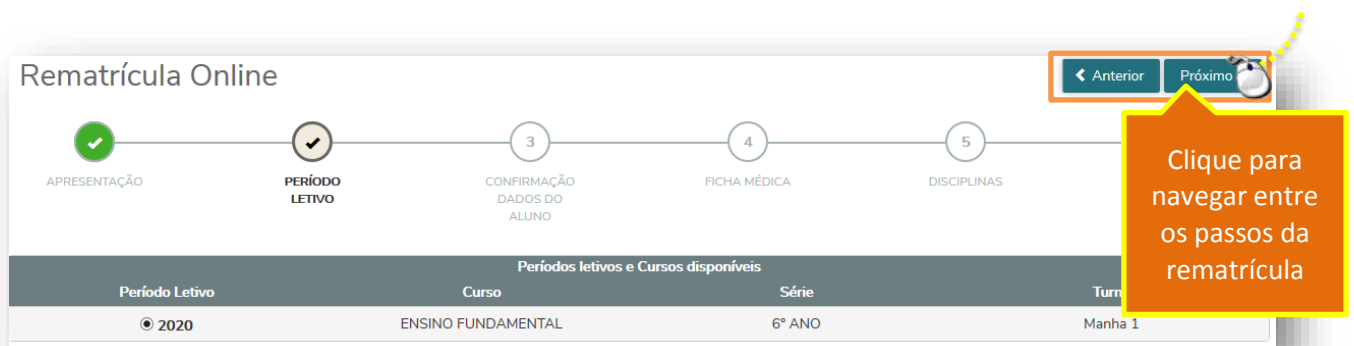 Rematrícula Online
Anterior
Próximo
3
4
5
APRESENTAÇÃO
PERÍODO
LETIVO
CONFIRMAÇÃO
DADOS DO
ALUNO
FICHA MÉDICA
DISCIPLINAS
Clique para
navegar entre
os passos da
rematrícula
Períodos letivos e Cursos disponíveis
Período Letivo Curso Série
2020 ENSINO FUNDAMENTAL 6° ANO Manha 1